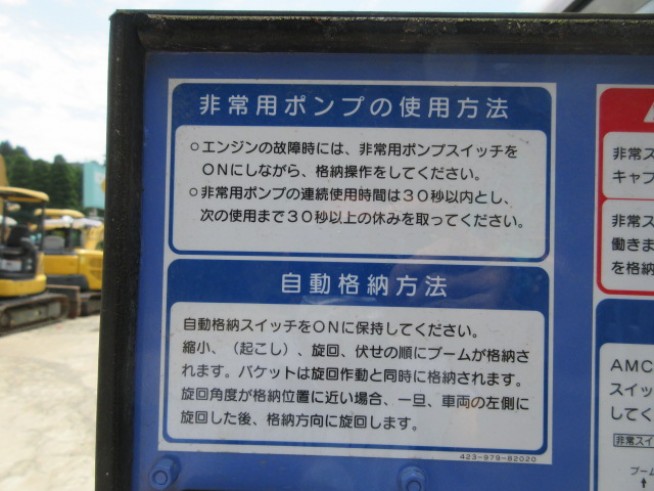 非常用ポンプの使用方法
○エンジンの故障時には、非常用ポンプスイッチを
ONにしながら、格納操作をしてください。
○非常用ポンプの連続使用時間は30秒以内とし、
次の使用まで30秒以上の休みを取ってください。
自動格納方法
自動格納スイッチをONに保持してください。
縮小、(起こし)、旋回、伏せの順にブームが格納さ
れます。バケットは旋回作動と同時に格納されます。
旋回角度が格納位置に近い場合、一旦、車両の左側に
旋回した後、格納方向に旋回します。
423-979-82020
非常ス
キャブ
非常ス
働きま
を格納
AMC
スイッ
してく
非常スイ
ブーム